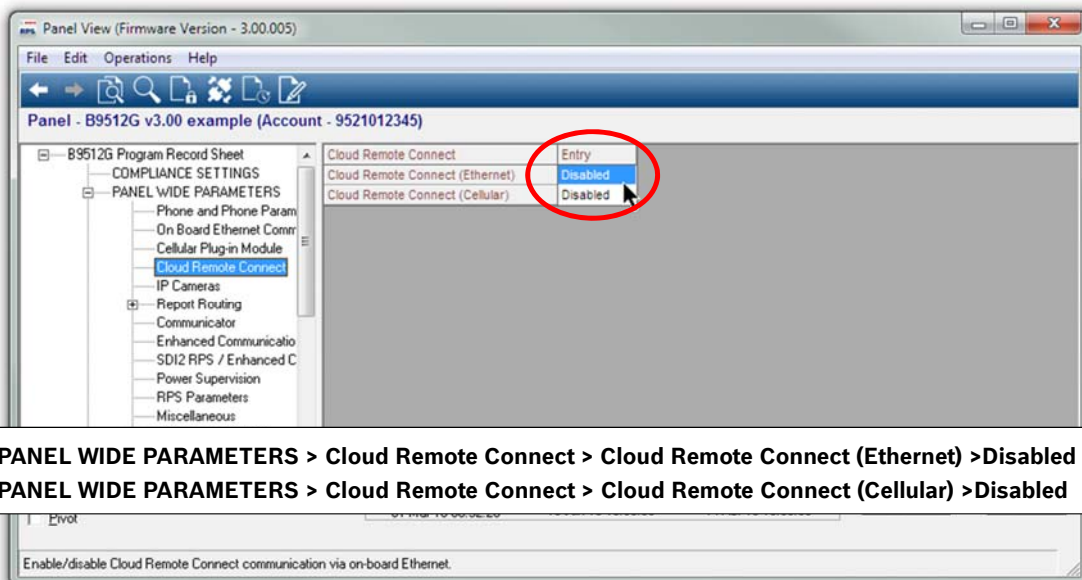 Panel View (Firmware Version - 3.00.005)
File Edit Operations Help
Panel - B9512G v3.00 example (Account - 9521012345)
B9512G Program Record Sheet
COMPLIANCE SETTINGS
PANEL WIDE PARAMETERS
Phone and Phone Param
On Board Ethernet Comm
Cellular Plug-in Module
Cloud Remote Connect
IP Cameras
Report Routing
Communicator
Enhanced Communicatio
SDI2 RPS / Enhanced C
Power Supervision
RPS Parameters
Miscellaneous
Cloud Remote Connect Entry
Cloud Remote Connect (Ethernet) Disabled
Cloud Remote Connect (Cellular) Disabled
PANEL WIDE PARAMETERS > Cloud Remote Connect > Cloud Remote Connect (Ethernet) >Disabled
PANEL WIDE PARAMETERS > Cloud Remote Connect > Cloud Remote Connect (Cellular) >Disabled
Pivot
Enable/disable Cloud Remote Connect communication via on-board Ethernet.